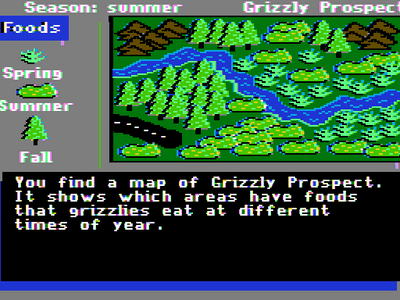 Season: summer Grizzly Prospect
Foods
Spring
Summer
Fall
You find a map of Grizzly Prospect.
It shows which areas have foods
that grizzlies eat at different
times of year.